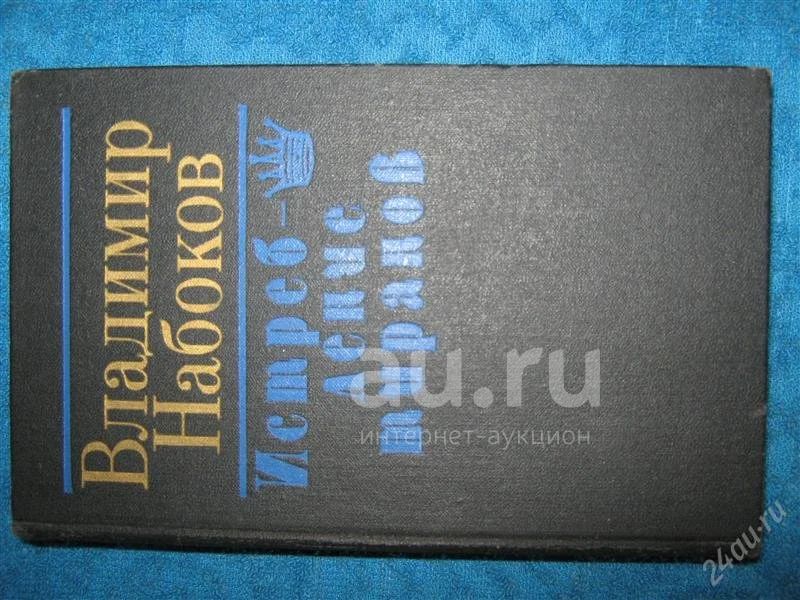 Владимир
Набоков
Истреб-
ление
тиранов
au.ru
интернет-аукцион
24au.ru